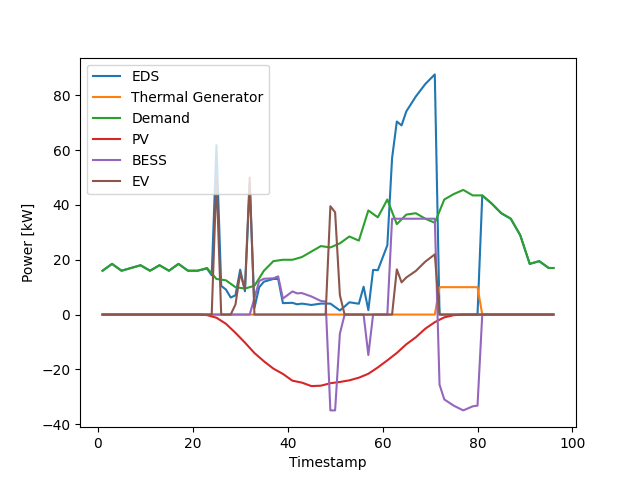 EDS
Thermal Generator
Demand
PV
BESS
EV
Power [kW]
80
60
40
20
0
−20
−40
0 20 40 60 80 100
Timestamp